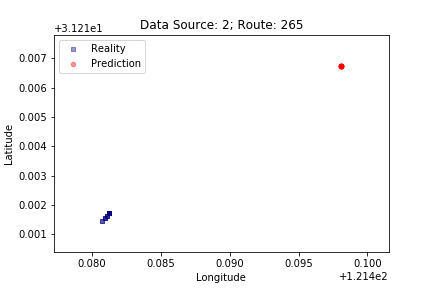 Data Source: 2; Route: 265
+3.121e1
Reality
Prediction
0.007
0.006
0.005
0.004
0.003
0.002
0.001
Latitude
0.080 0.085 0.090 0.095 0.100
Longitude
+1.214e2